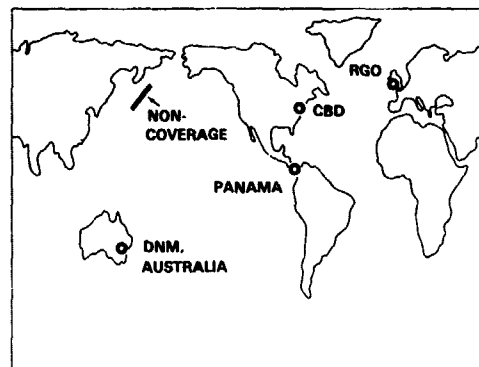 RGO
CBD
NON-
COVERAGE
PANAMA
DNM,
AUSTRALIA